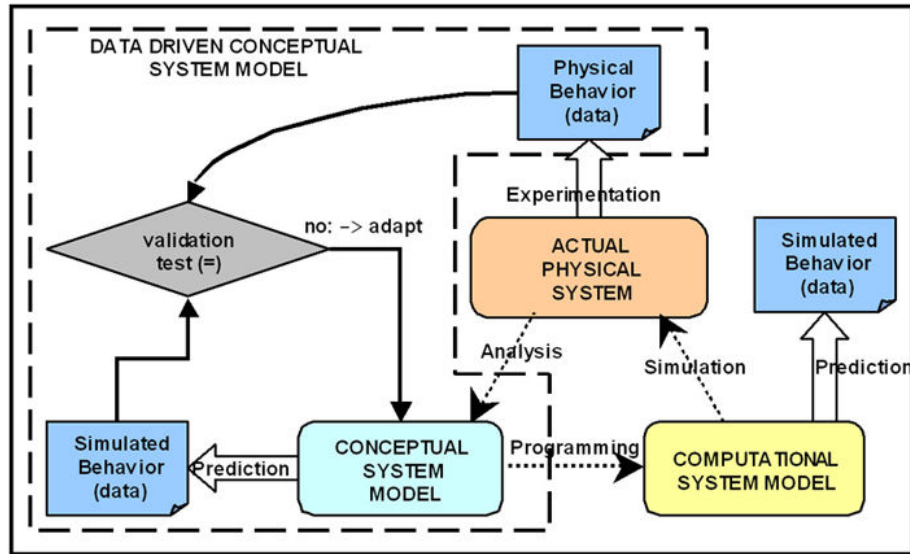 DATA DRIVEN CONCEPTUAL
SYSTEM MODEL
Physical
Behavior
(data)
Experimentation
validation
test (=)
no: -> adapt
ACTUAL
PHYSICAL
SYSTEM
Simulated
Behavior
(data)
Analysis
Simulation
Prediction
Simulated
Behavior
(data)
Prediction
CONCEPTUAL
SYSTEM
MODEL
Programming
COMPUTATIONAL
SYSTEM MODEL